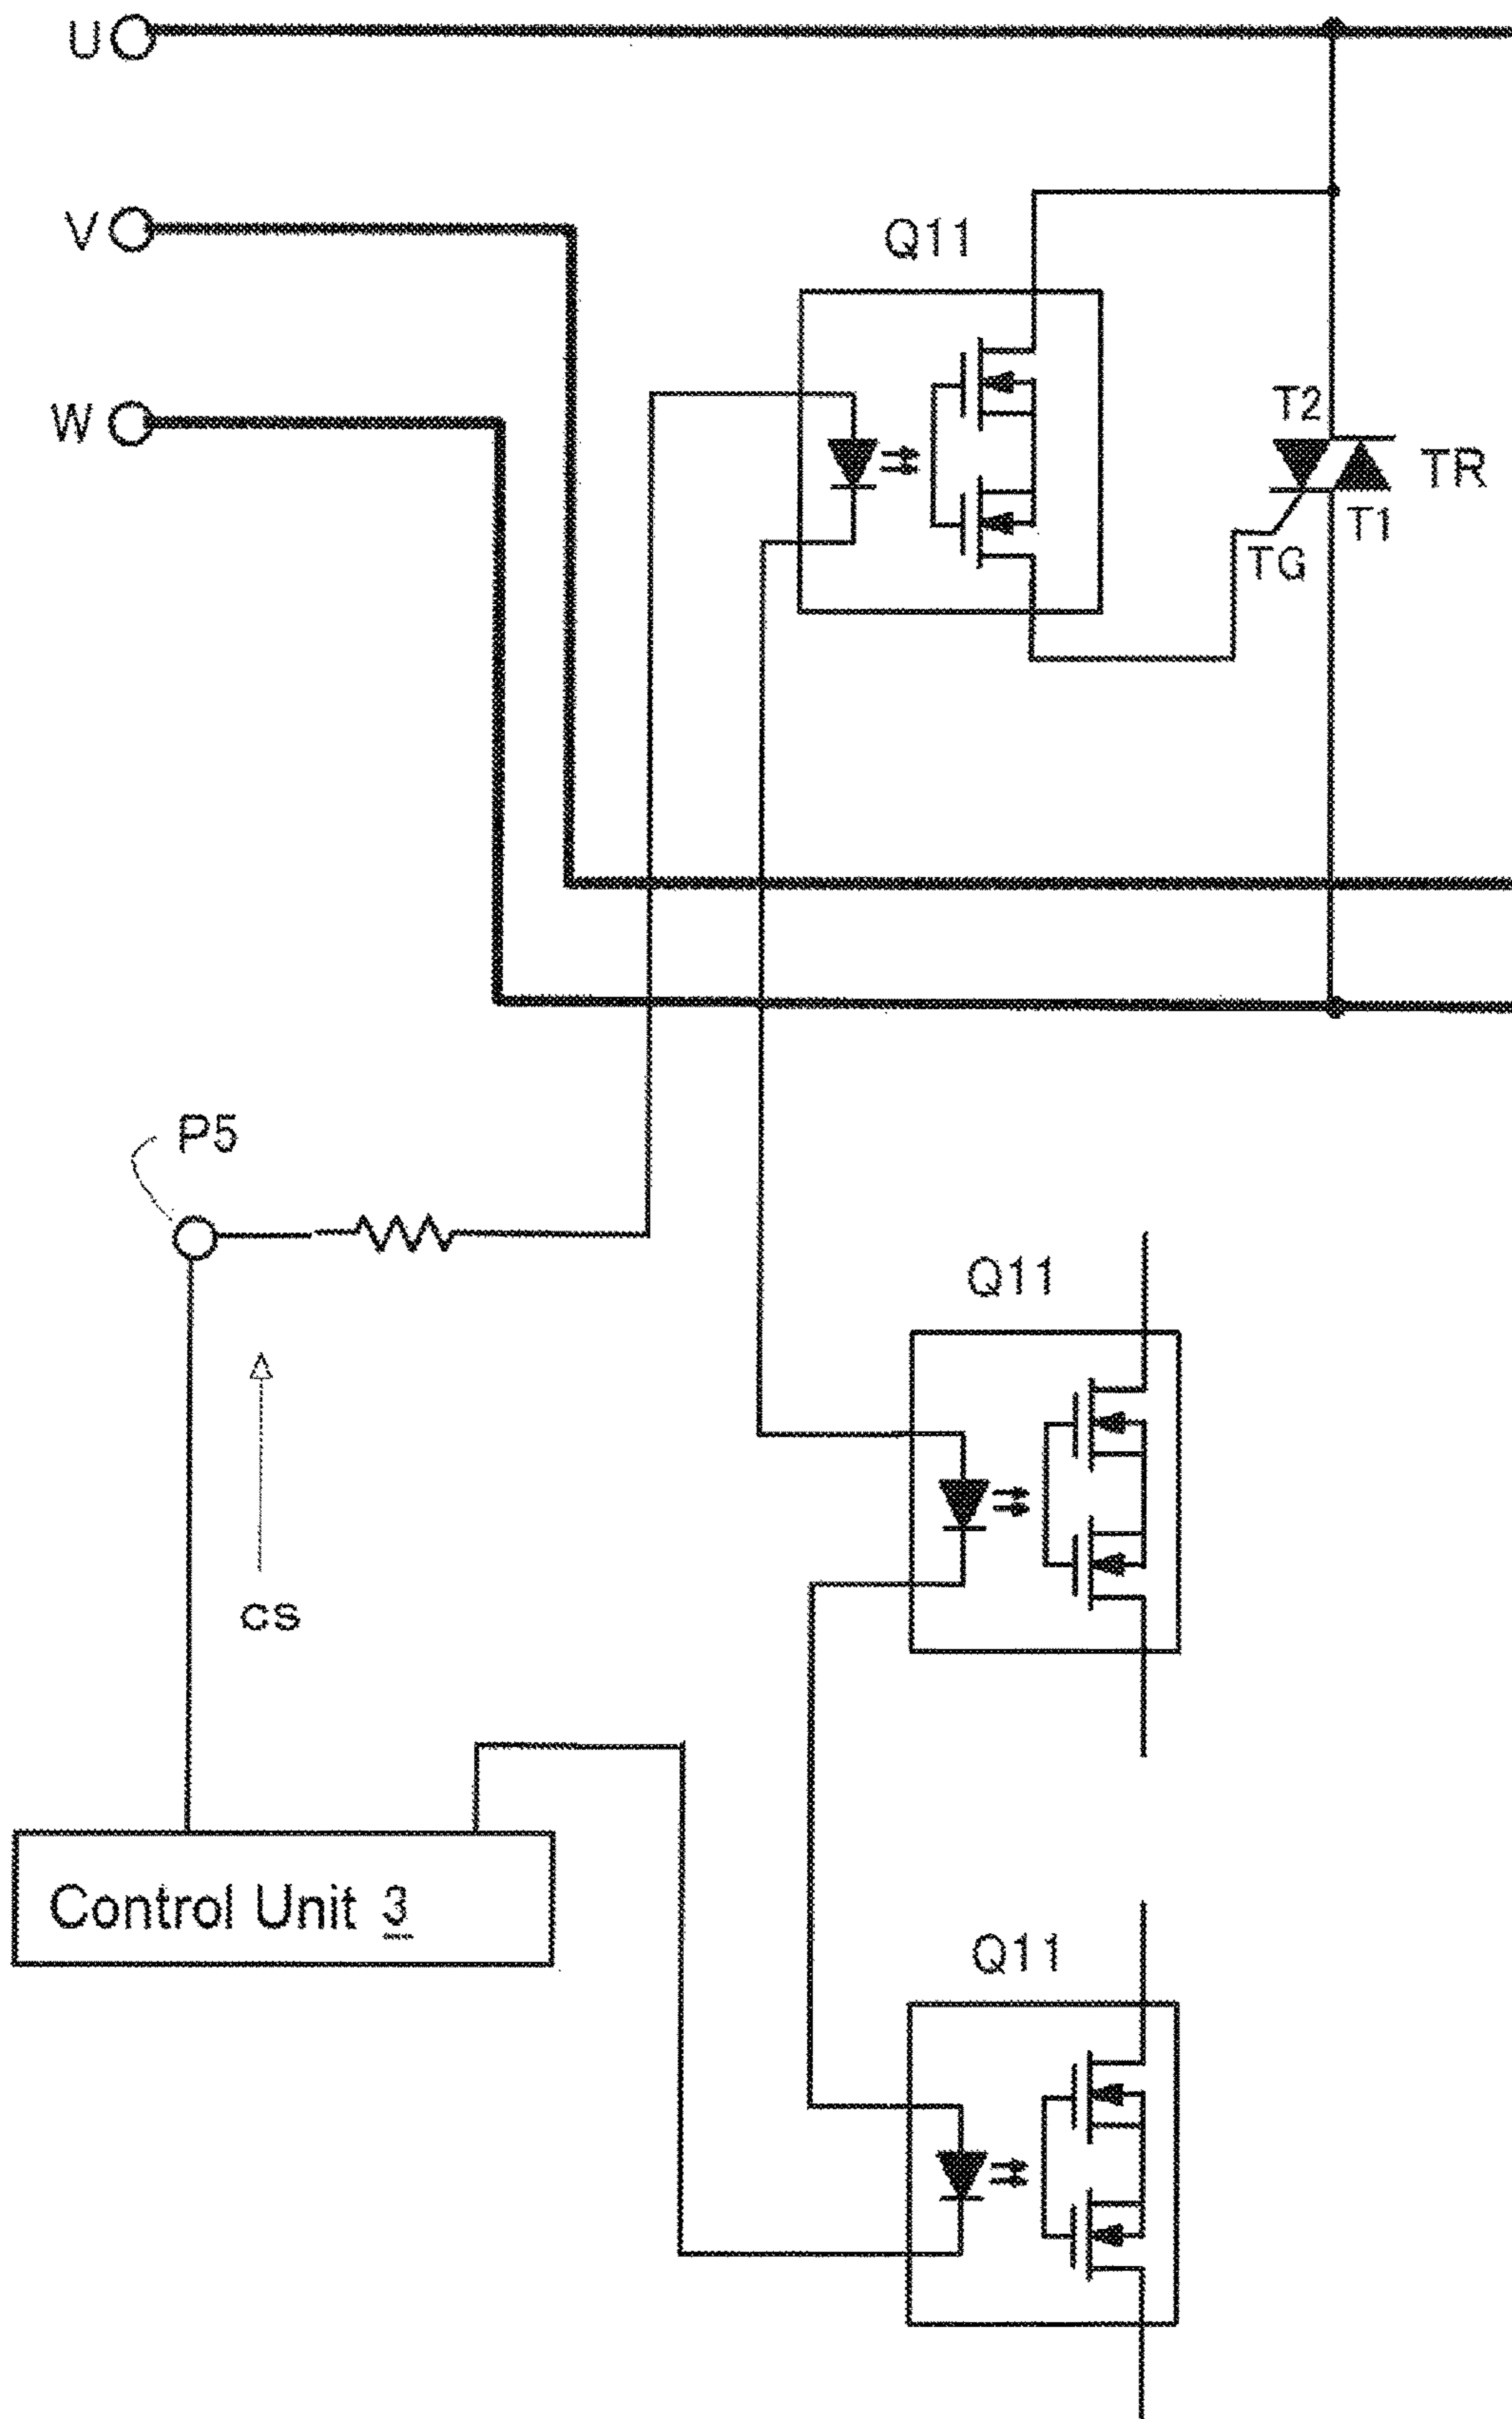 U
V
Q11
W
T2
TR
T1
TG
P5
Q11
cs
Control Unit 3
Q11